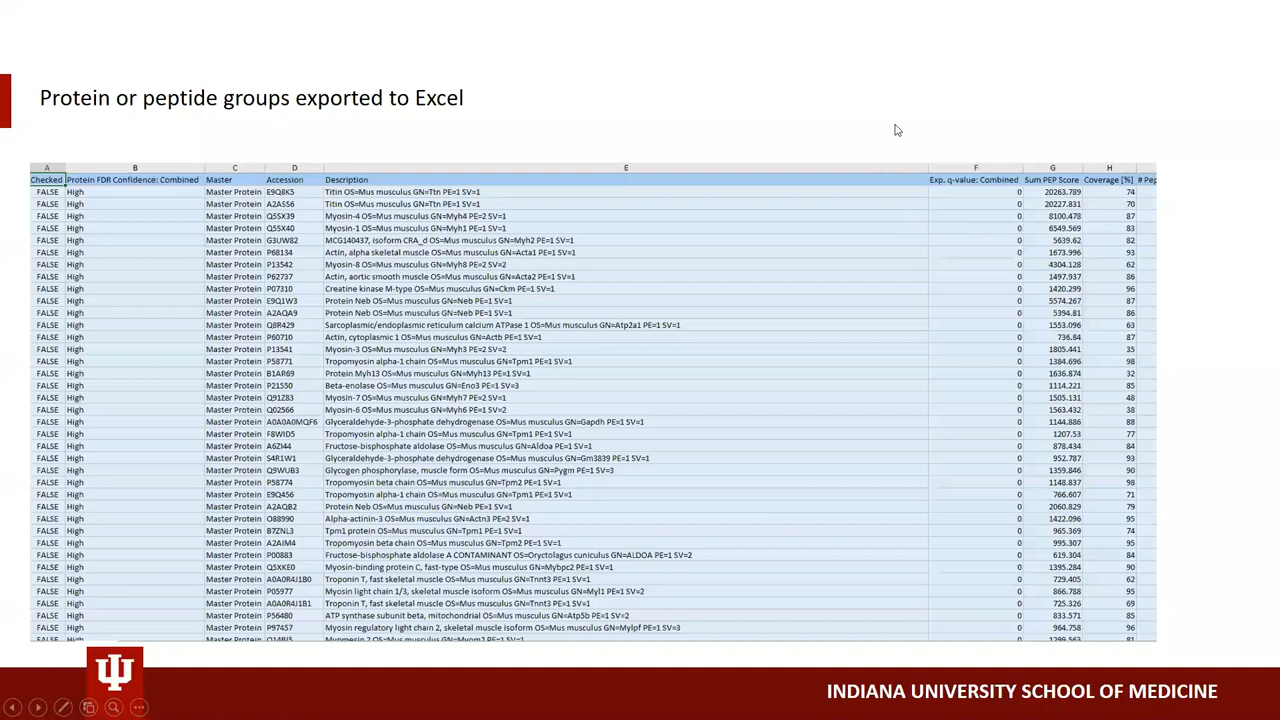 Protein or peptide groups exported to Excel
A B C D E F G H
Checked Protein FDR Confidence: Combined Master Accession Description Exp. q-value: Combined Sum PEP Score Coverage [%] # Pep
FALSE High Master Protein E9Q8K5 Titin OS=Mus musculus GN=Ttn PE=1 SV=1 0 20263.789 74
FALSE High Master Protein A2ASS6 Titin OS=Mus musculus GN=Ttn PE=1 SV=1 0 20227.831 70
FALSE High Master Protein Q5SX39 Myosin-4 OS=Mus musculus GN=Myh4 PE=2 SV=1 0 8100.478 87
FALSE High Master Protein Q5SX40 Myosin-1 OS=Mus musculus GN=Myh1 PE=1 SV=1 0 6549.569 83
FALSE High Master Protein G3UW82 MCG140437, isoform CRA_d OS=Mus musculus GN=Myh2 PE=1 SV=1 0 5639.62 82
FALSE High Master Protein P68134 Actin, alpha skeletal muscle OS=Mus musculus GN=Acta1 PE=1 SV=1 0 1673.996 93
FALSE High Master Protein P13542 Myosin-8 OS=Mus musculus GN=Myh8 PE=2 SV=2 0 4304.128 62
FALSE High Master Protein P62737 Actin, aortic smooth muscle OS=Mus musculus GN=Acta2 PE=1 SV=1 0 1497.937 86
FALSE High Master Protein P07310 Creatine kinase M-type OS=Mus musculus GN=Ckm PE=1 SV=1 0 1420.299 96
FALSE High Master Protein E9Q1W3 Protein Neb OS=Mus musculus GN=Neb PE=1 SV=1 0 5574.267 87
FALSE High Master Protein A2AQA9 Protein Neb OS=Mus musculus GN=Neb PE=1 SV=1 0 5394.81 86
FALSE High Master Protein Q8R429 Sarcoplasmic/endoplasmic reticulum calcium ATPase 1 OS=Mus musculus GN=Atp2a1 PE=1 SV=1 0 1553.096 63
FALSE High Master Protein P60710 Actin, cytoplasmic 1 OS=Mus musculus GN=Actb PE=1 SV=1 0 736.84 87
FALSE High Master Protein P13541 Myosin-3 OS=Mus musculus GN=Myh3 PE=2 SV=2 0 1805.441 35
FALSE High Master Protein P58771 Tropomyosin alpha-1 chain OS=Mus musculus GN=Tpm1 PE=1 SV=1 0 1384.696 98
FALSE High Master Protein B1AR69 Protein Myh13 OS=Mus musculus GN=Myh13 PE=1 SV=1 0 1636.874 32
FALSE High Master Protein P21550 Beta-enolase OS=Mus musculus GN=Eno3 PE=1 SV=3 0 1114.221 85
FALSE High Master Protein Q91Z83 Myosin-7 OS=Mus musculus GN=Myh7 PE=2 SV=1 0 1505.131 48
FALSE High Master Protein Q02566 Myosin-6 OS=Mus musculus GN=Myh6 PE=1 SV=2 0 1563.432 38
FALSE High Master Protein A0A0A0MQF6 Glyceraldehyde-3-phosphate dehydrogenase OS=Mus musculus GN=Gapdh PE=1 SV=1 0 1144.886 88
FALSE High Master Protein F8WID5 Tropomyosin alpha-1 chain OS=Mus musculus GN=Tpm1 PE=1 SV=1 0 1207.53 77
FALSE High Master Protein A6ZI44 Fructose-bisphosphate aldolase OS=Mus musculus GN=Aldoa PE=1 SV=1 0 878.434 84
FALSE High Master Protein S4R1W1 Glyceraldehyde-3-phosphate dehydrogenase OS=Mus musculus GN=Gm3839 PE=3 SV=1 0 952.787 93
FALSE High Master Protein Q9WUB3 Glycogen phosphorylase, muscle form OS=Mus musculus GN=Pygm PE=1 SV=3 0 1359.846 90
FALSE High Master Protein P58774 Tropomyosin beta chain OS=Mus musculus GN=Tpm2 PE=1 SV=1 0 1148.837 98
FALSE High Master Protein E9Q456 Tropomyosin alpha-1 chain OS=Mus musculus GN=Tpm1 PE=1 SV=1 0 766.607 71
FALSE High Master Protein A2AQB2 Protein Neb OS=Mus musculus GN=Neb PE=1 SV=1 0 2060.829 79
FALSE High Master Protein O88990 Alpha-actinin-3 OS=Mus musculus GN=Actn3 PE=2 SV=1 0 1422.096 95
FALSE High Master Protein B7ZNL3 Tpm1 protein OS=Mus musculus GN=Tpm1 PE=1 SV=1 0 965.369 74
FALSE High Master Protein A2AIM4 Tropomyosin beta chain OS=Mus musculus GN=Tpm2 PE=1 SV=1 0 995.307 95
FALSE High Master Protein P00883 Fructose-bisphosphate aldolase A CONTAMINANT OS=Oryctolagus cuniculus GN=ALDOA PE=1 SV=2 0 619.304 84
FALSE High Master Protein Q5XKE0 Myosin-binding protein C, fast-type OS=Mus musculus GN=Mybpc2 PE=1 SV=1 0 1395.284 90
FALSE High Master Protein A0A0R4J1B0 Troponin T, fast skeletal muscle OS=Mus musculus GN=Tnnt3 PE=1 SV=1 0 729.405 62
FALSE High Master Protein P05977 Myosin light chain 1/3, skeletal muscle isoform OS=Mus musculus GN=Myl1 PE=1 SV=2 0 866.788 95
FALSE High Master Protein A0A0R4J1B1 Troponin T, fast skeletal muscle OS=Mus musculus GN=Tnnt3 PE=1 SV=1 0 725.326 69
FALSE High Master Protein P56480 ATP synthase subunit beta, mitochondrial OS=Mus musculus GN=Atp5b PE=1 SV=2 0 833.571 85
FALSE High Master Protein P97457 Myosin regulatory light chain 2, skeletal muscle isoform OS=Mus musculus GN=Mylpf PE=1 SV=3 0 964.758 96
INDIANA UNIVERSITY SCHOOL OF MEDICINE